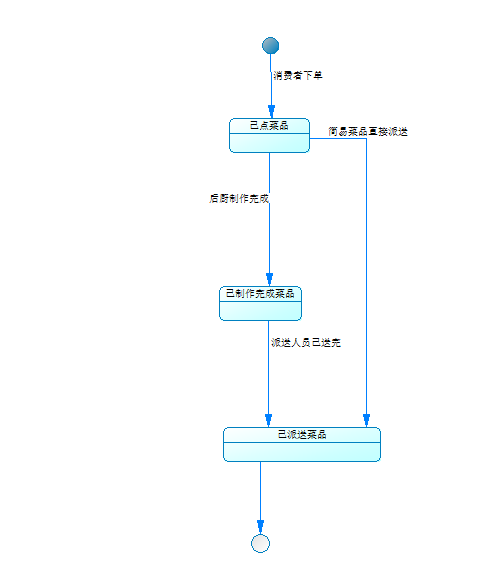 消费者下单
已点菜品
简易菜品直接派送
后厨制作完成
已制作完成菜品
派送人员已送完
已派送菜品